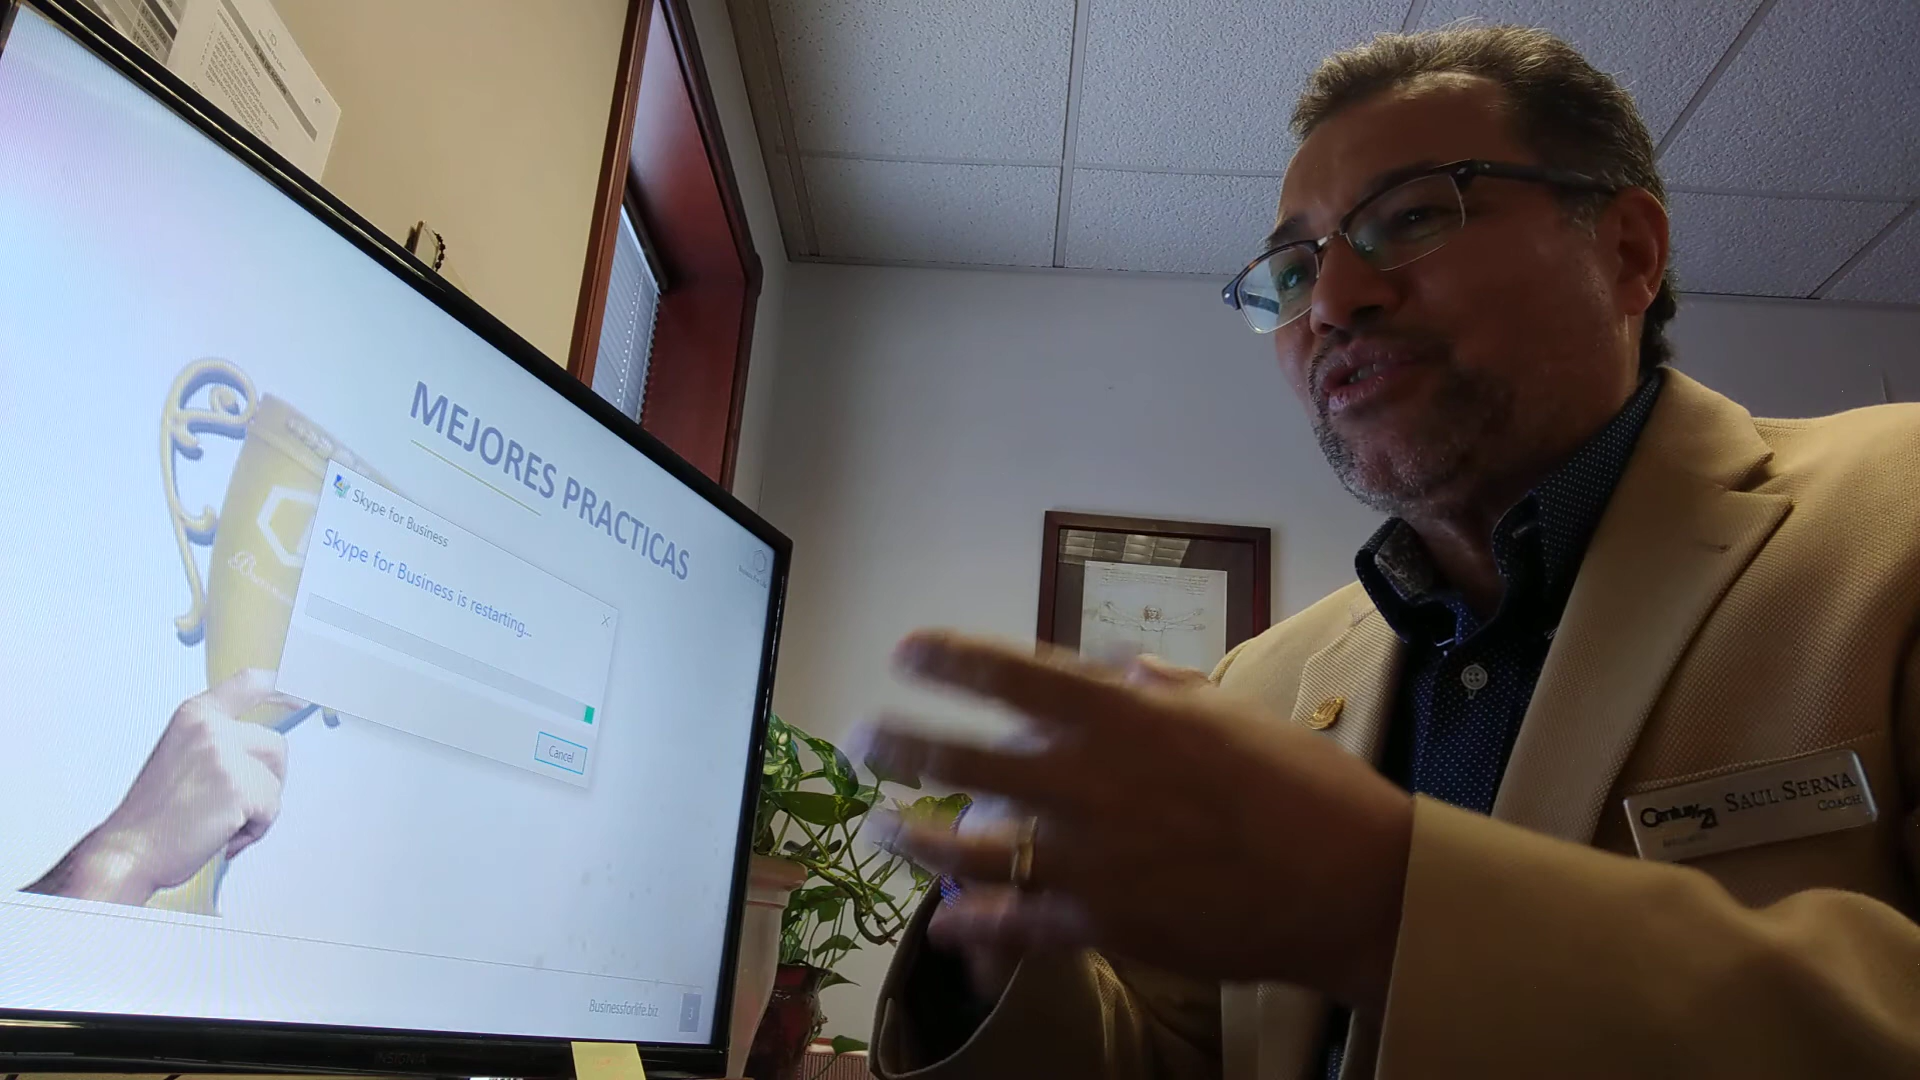 MEJORES PRACTICAS
Skype for Business
Skype for Business is restarting...
Cancel
Businessforlife.biz
3
INSIGNIA
Century 21
SAUL SERNA
COACH